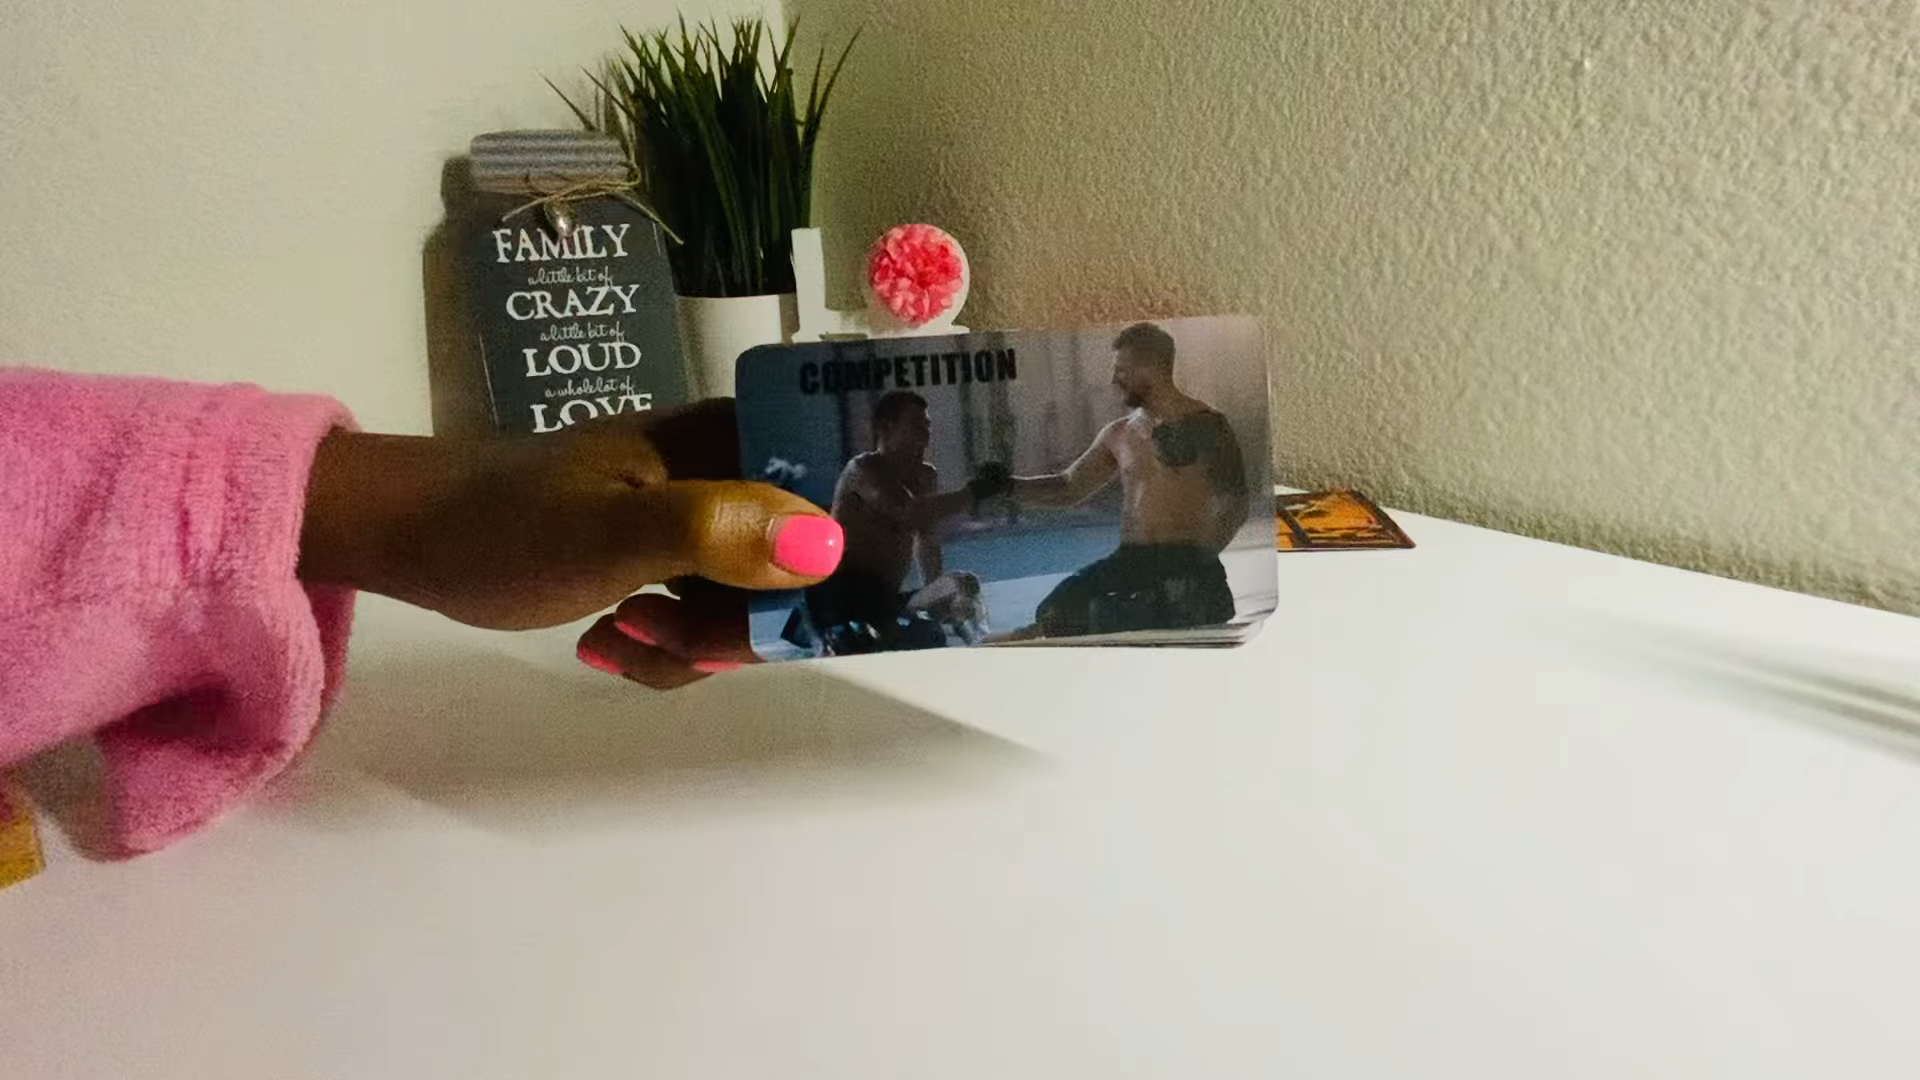 FAMILY
a little bit of
CRAZY
a little bit of
LOUD
a whole lot of
LOVE
COMPETITION